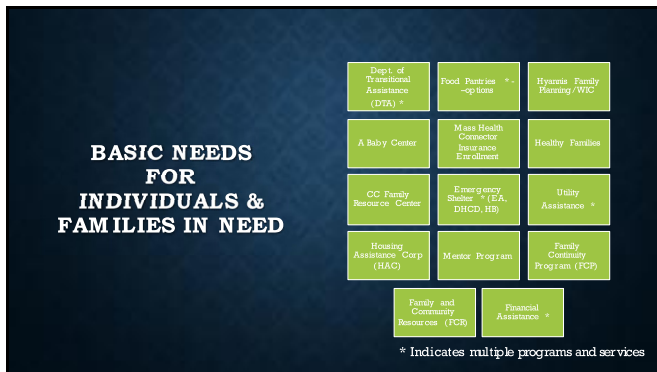 BASIC NEEDS
FOR
INDIVIDUALS &
FAMILIES IN NEED
Dept. of
Transitional
Assistance
(DTA) *
Food Pantries * -
-options
Hyannis Family
Planning/WIC
A Baby Center
Mass Health
Connector
Insurance
Enrollment
Healthy Families
CC Family
Resource Center
Emergency
Shelter * (EA,
DHCD, HB)
Utility
Assistance *
Housing
Assistance Corp
(HAC)
Mentor Program
Family
Continuity
Program (FCP)
Family and
Community
Resources (FCR)
Financial
Assistance *
* Indicates multiple programs and services